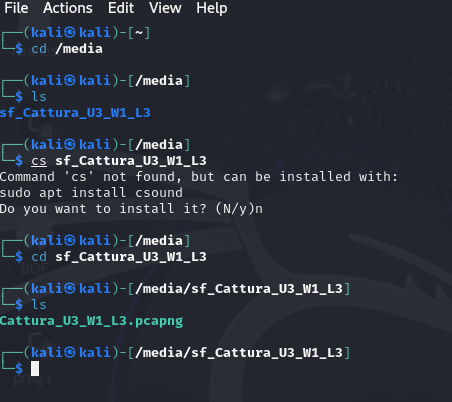 File Actions Edit View Help
┌──(kali㉿kali)-[~]
└─$ cd /media
┌──(kali㉿kali)-[/media]
└─$ ls
sf_Cattura_U3_W1_L3
┌──(kali㉿kali)-[/media]
└─$ cs sf_Cattura_U3_W1_L3
Command 'cs' not found, but can be installed with:
sudo apt install csound
Do you want to install it? (N/y)n
┌──(kali㉿kali)-[/media]
└─$ cd sf_Cattura_U3_W1_L3
BOF
┌──(kali㉿kali)-[/media/sf_Cattura_U3_W1_L3]
└─$ ls
Cattura_U3_W1_L3.pcapng
┌──(kali㉿kali)-[/media/sf_Cattura_U3_W1_L3]
└─$
prog.c